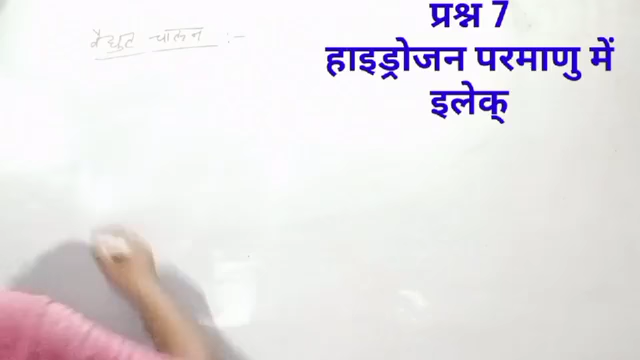 वैद्युत चालन :-
प्रश्न 7
हाइड्रोजन परमाणु में
इलेक्